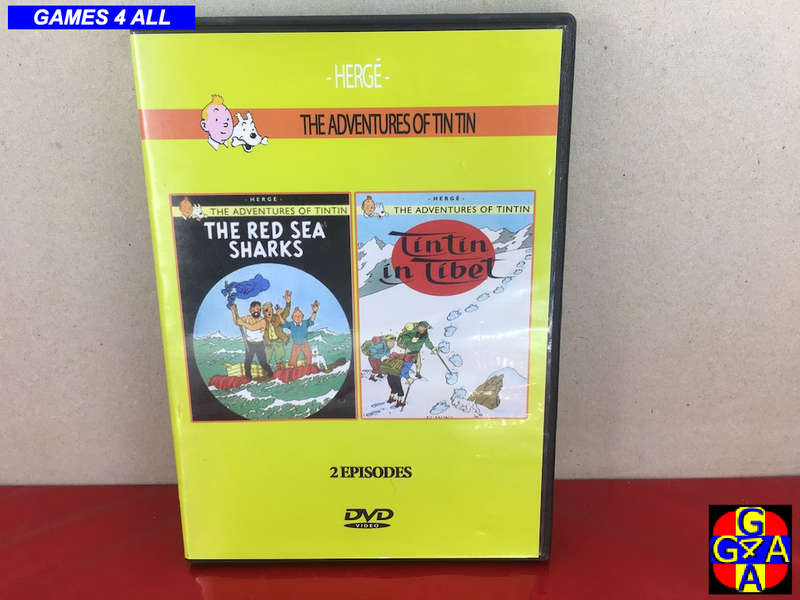 GAMES 4 ALL
- HERGÉ -
THE ADVENTURES OF TIN TIN
- HERGÉ -
THE ADVENTURES OF TINTIN
THE RED SEA
SHARKS
- HERGÉ -
THE ADVENTURES OF TINTIN
Tintin
in Tibet
2 EPISODES
DVD
VIDEO
G
G4A
A